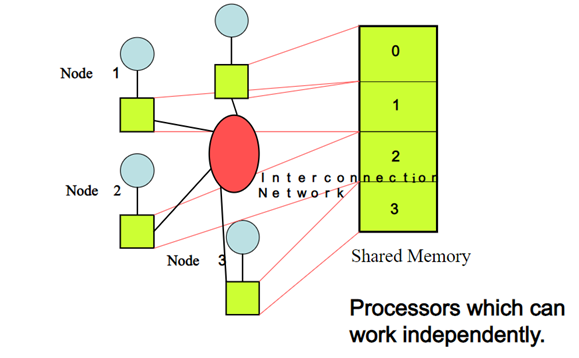 0
Node 1
1
2
Interconnection
Network
Node 2
3
Node 3
Shared Memory
Processors which can
work independently.